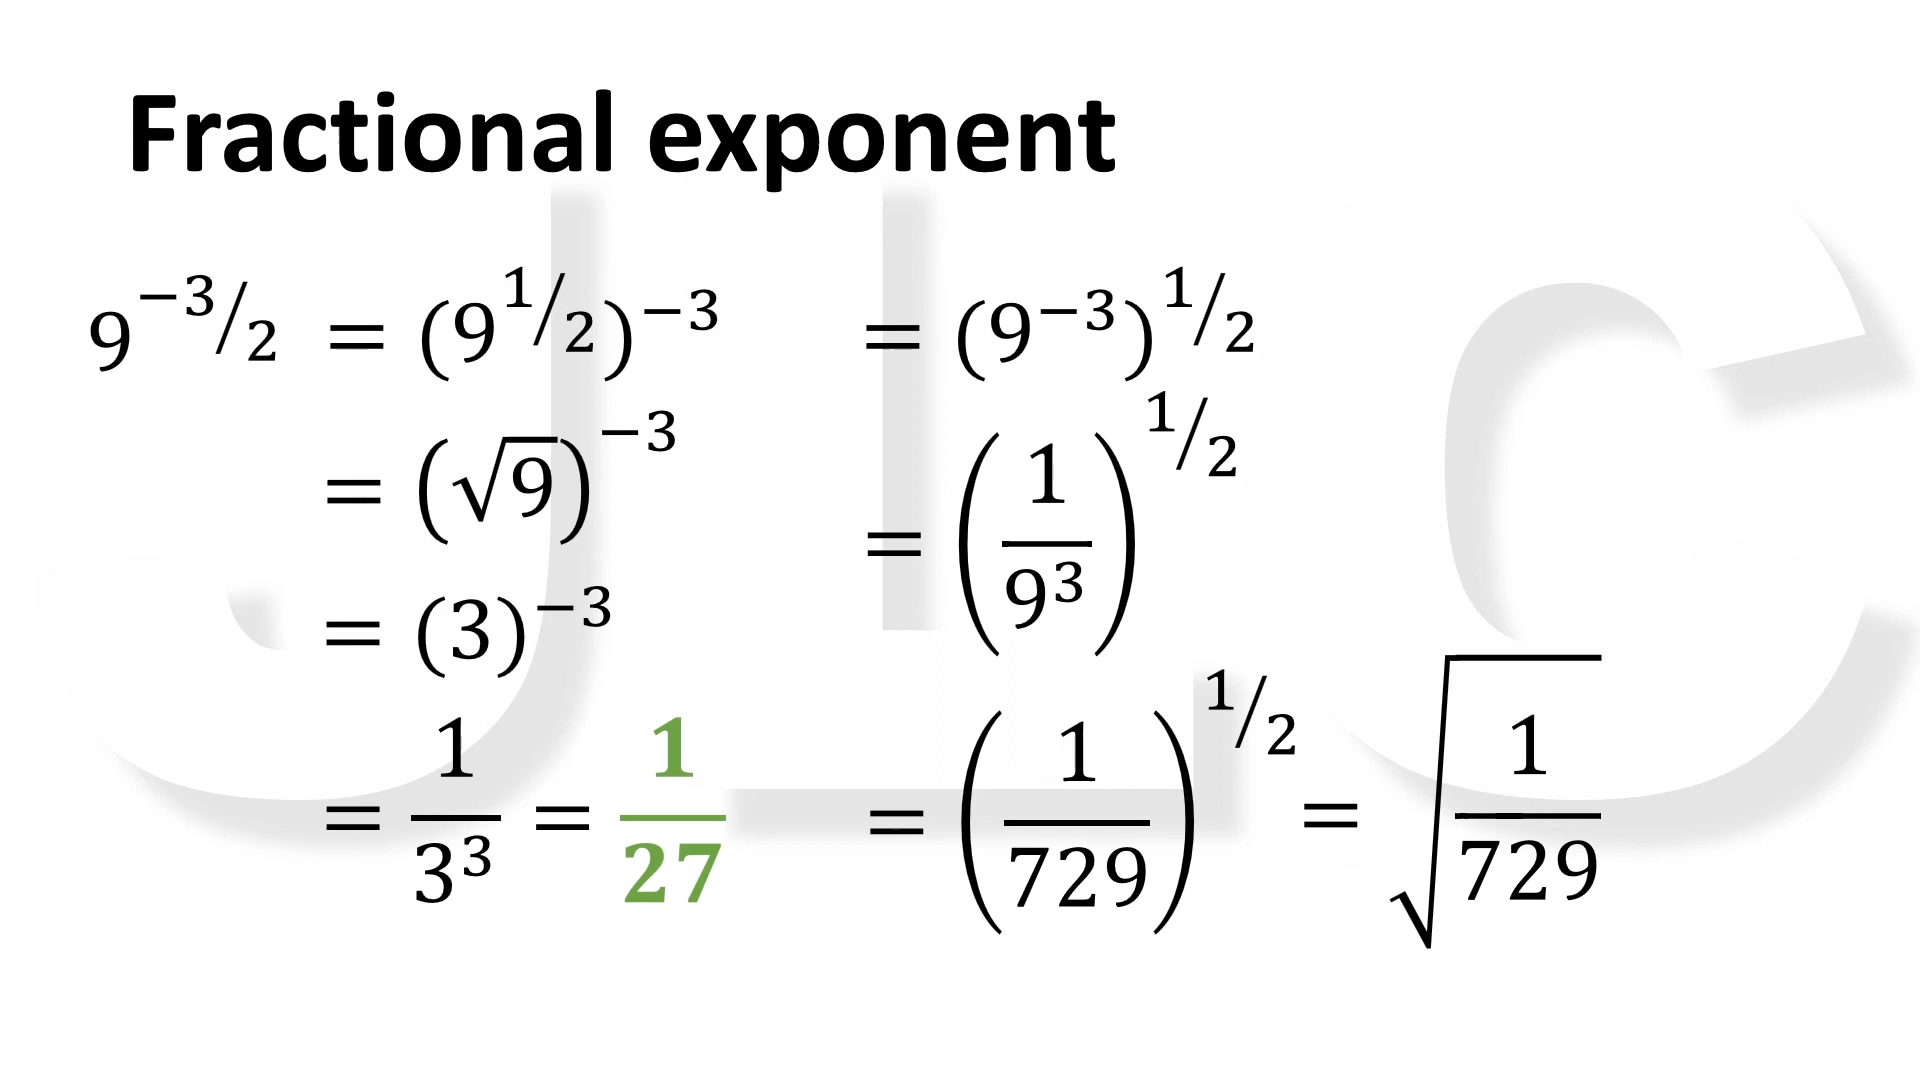 Fractional exponent
9^{-3/2} = (9^{1/2})^{-3} = (9^{-3})^{1/2}
= (√9)^{-3} = (1/9^3)^{1/2}
= (3)^{-3}
= 1/3^3 = 1/27 = (1/729)^{1/2} = √(1/729)
JLC